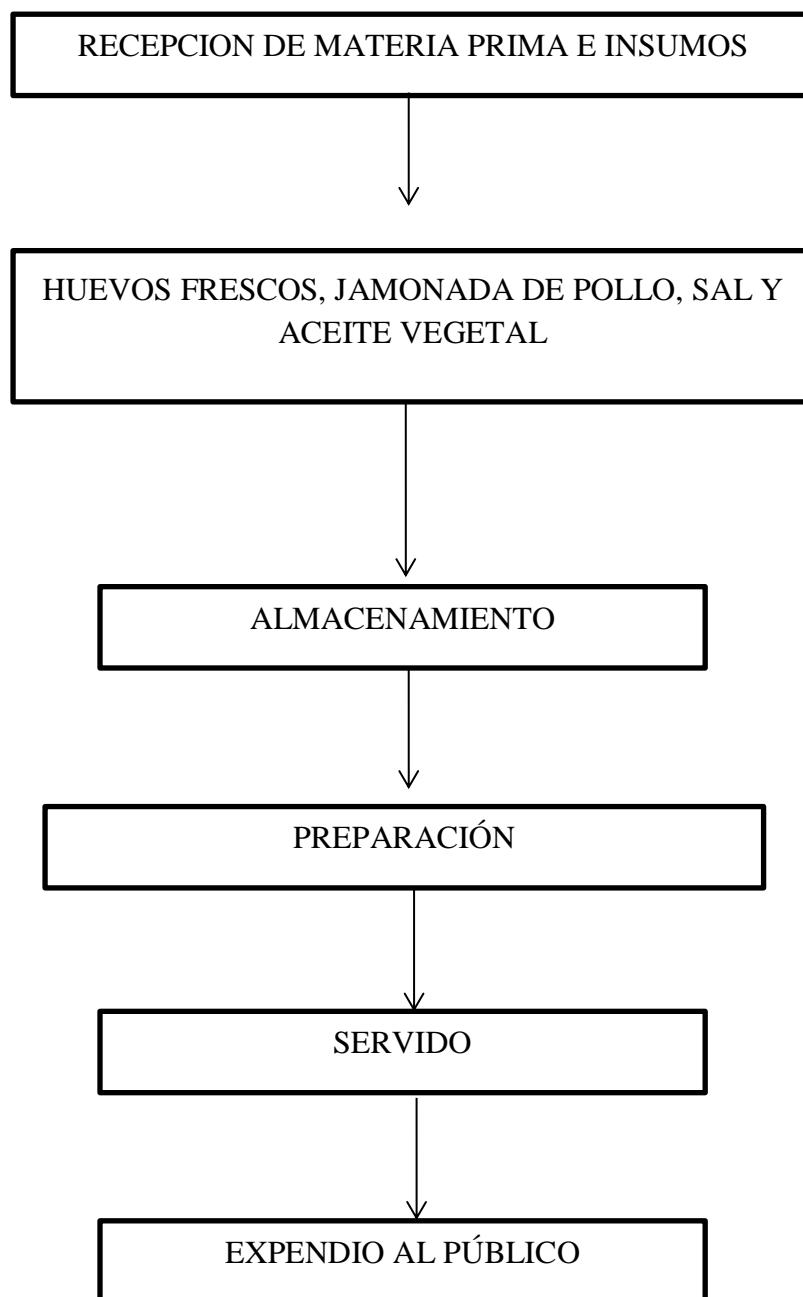 RECEPCION DE MATERIA PRIMA E INSUMOS
HUEVOS FRESCOS, JAMONADA DE POLLO, SAL Y
ACEITE VEGETAL
ALMACENAMIENTO
PREPARACIÓN
SERVIDO
EXPENDIO AL PÚBLICO